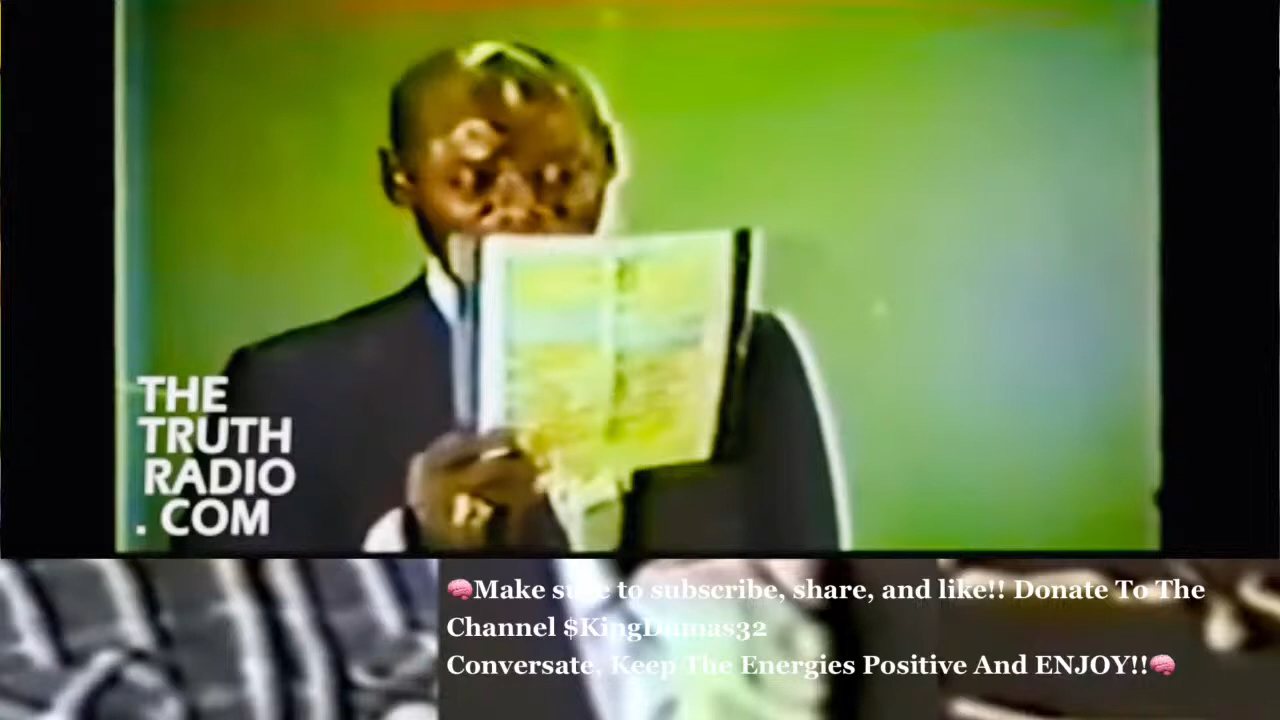 THE
TRUTH
RADIO
. COM
🧠Make sure to subscribe, share, and like!! Donate To The
Channel $KingDumas32
Conversate, Keep The Energies Positive And ENJOY!!🧠